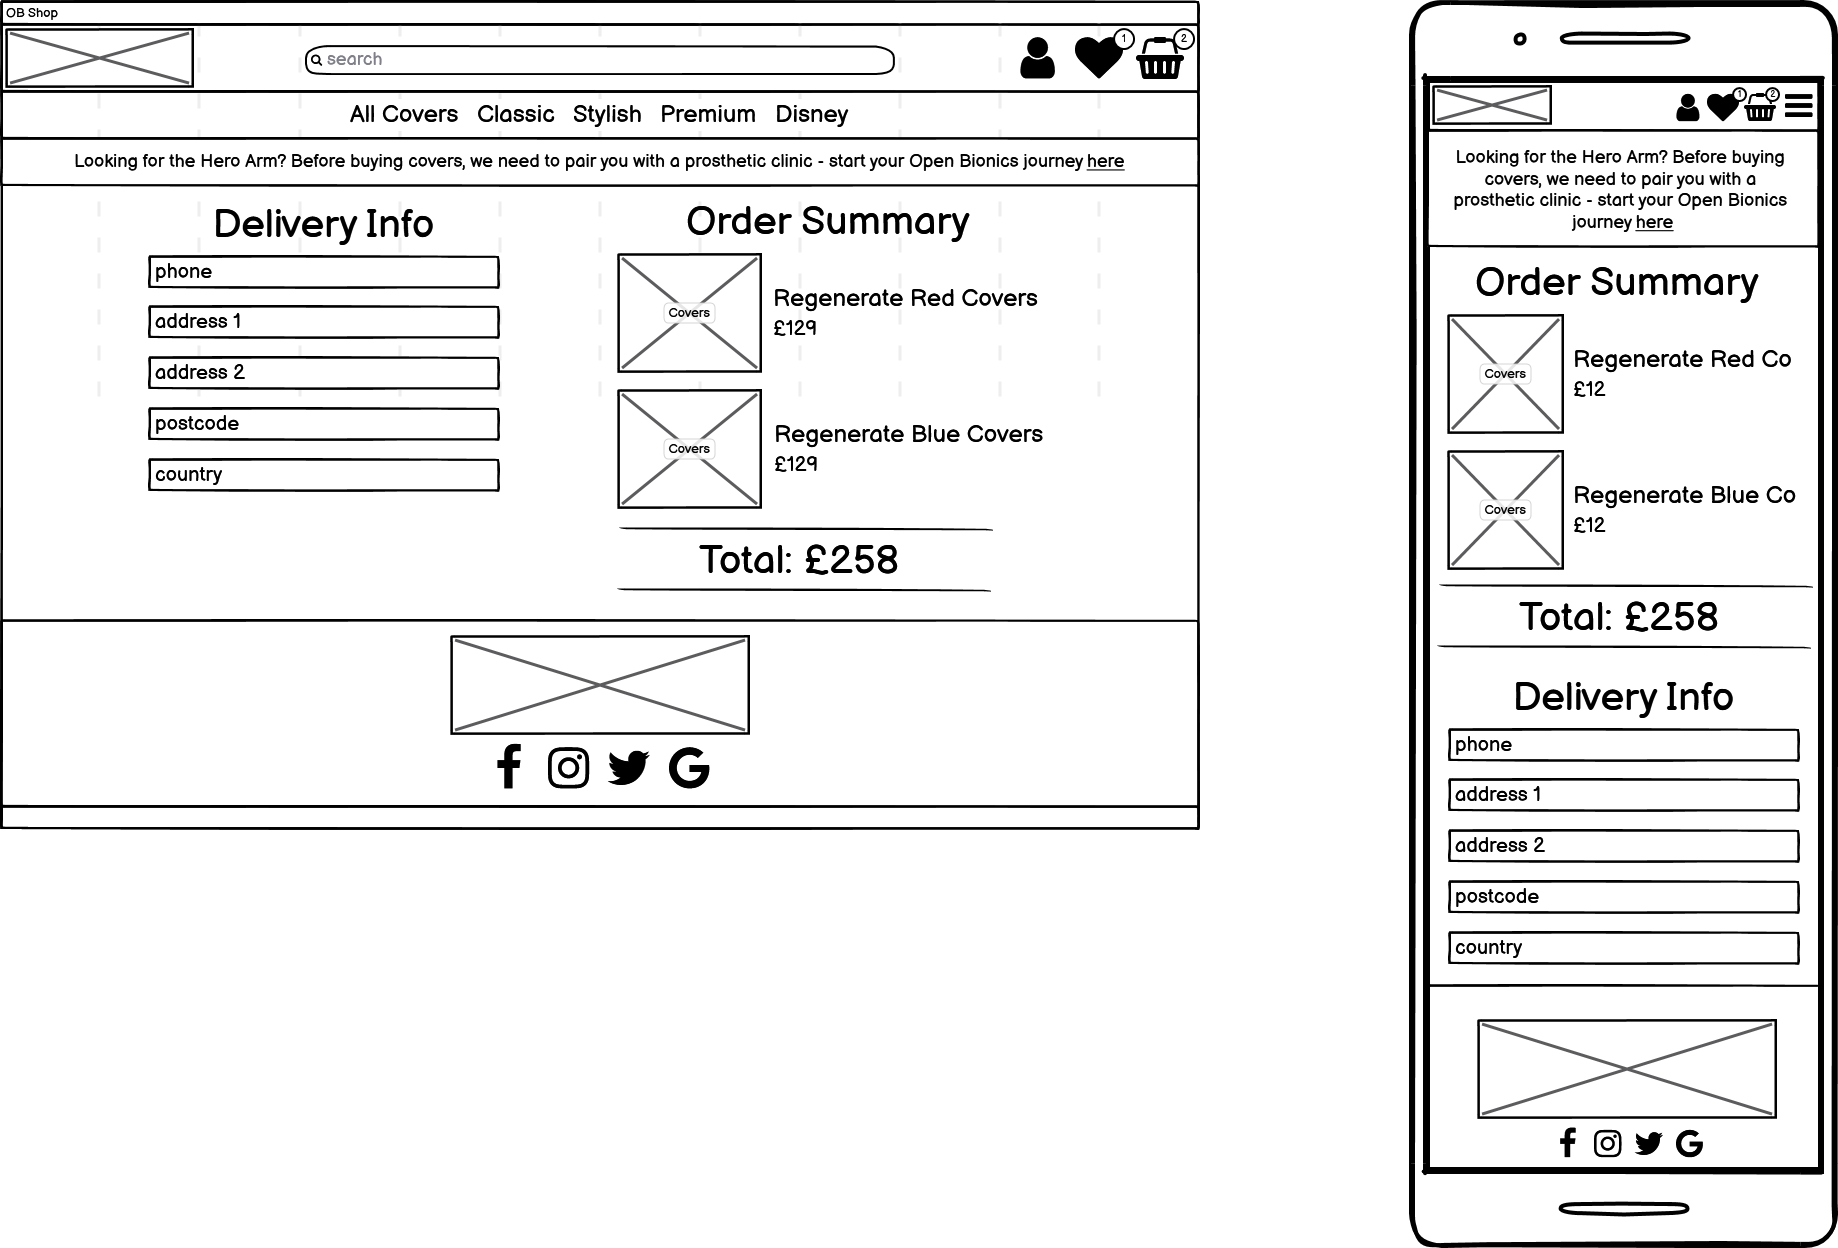 OB Shop
search
1
2
All Covers Classic Stylish Premium Disney
Looking for the Hero Arm? Before buying covers, we need to pair you with a prosthetic clinic - start your Open Bionics journey here
Delivery Info
phone
address 1
address 2
postcode
country
Order Summary
Covers
Regenerate Red Covers
£129
Covers
Regenerate Blue Covers
£129
Total: £258
1
2
Looking for the Hero Arm? Before buying
covers, we need to pair you with a
prosthetic clinic - start your Open Bionics
journey here
Order Summary
Covers
Regenerate Red Co
£12
Covers
Regenerate Blue Co
£12
Total: £258
Delivery Info
phone
address 1
address 2
postcode
country